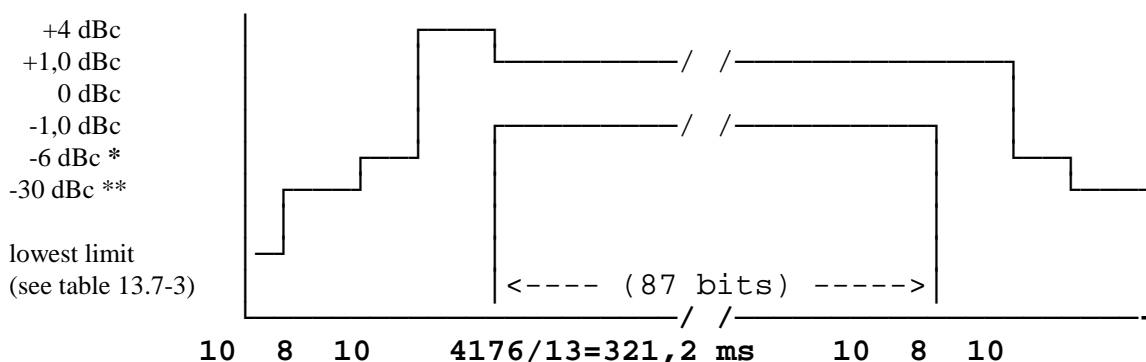 +4 dBc
+1,0 dBc
0 dBc
-1,0 dBc
-6 dBc *
-30 dBc **
lowest limit
(see table 13.7-3)
<---- (87 bits) ----->
10 8 10 4176/13=321,2 ms 10 8 10